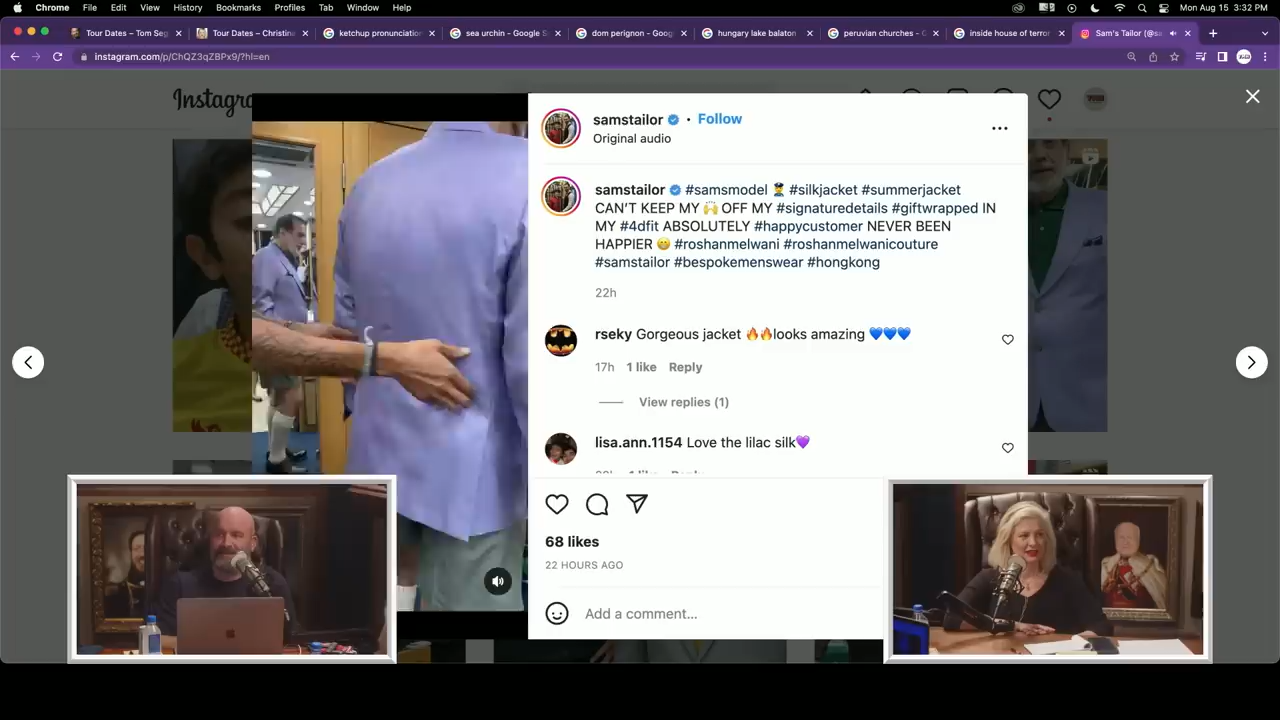 Chrome File Edit View History Bookmarks Profiles Tab Window Help Mon Aug 15 3:32 PM
Tour Dates – Tom Seg Tour Dates – Christina ketchup pronunciation sea urchin - Google S dom perignon - Goog hungary lake balaton peruvian churches - G inside house of terror Sam's Tailor (@sa
instagram.com/p/ChQZ3qZBPx9/?hl=en
Instagra
samstailor • Follow
Original audio
samstailor #samsmodel 👮 #silkjacket #summerjacket
CAN'T KEEP MY 🙌 OFF MY #signaturedetails #giftwrapped IN
MY #4dfit ABSOLUTELY #happycustomer NEVER BEEN
HAPPIER 😁 #roshanmelwani #roshanmelwanicouture
#samstailor #bespokemenswear #hongkong
22h
rseky Gorgeous jacket 🔥🔥looks amazing 💙💙💙
17h 1 like Reply
View replies (1)
lisa.ann.1154 Love the lilac silk💜
68 likes
22 HOURS AGO
Add a comment...